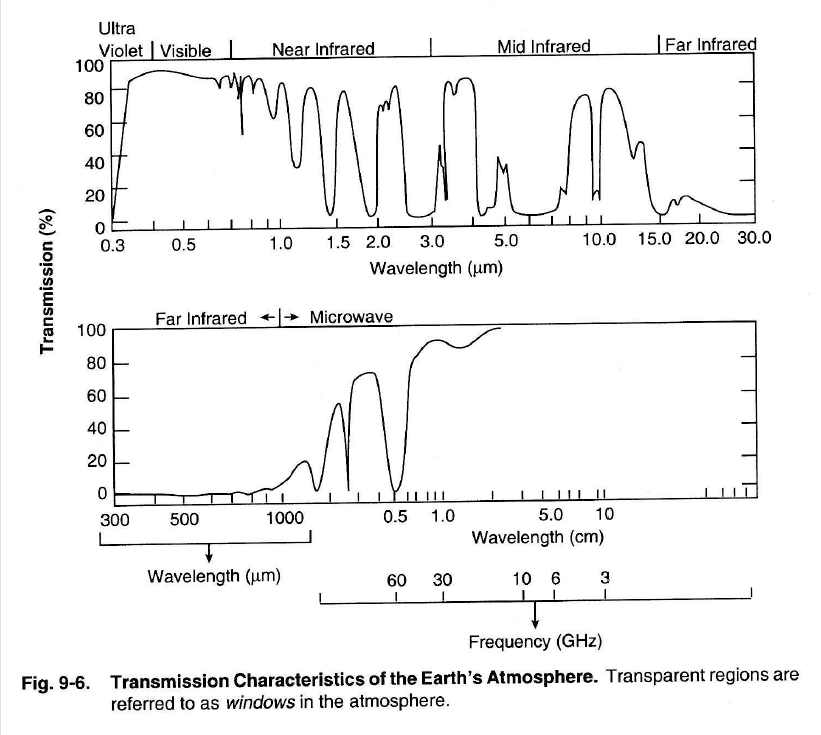 Ultra
Violet | Visible | Near Infrared | Mid Infrared | Far Infrared
100
80
60
40
20
0
0.3 0.5 1.0 1.5 2.0 3.0 5.0 10.0 15.0 20.0 30.0
Wavelength (μm)
Transmission (%)
Far Infrared ←|→ Microwave
100
80
60
40
20
0
300 500 1000 0.5 1.0 5.0 10
Wavelength (cm)
Wavelength (μm)
60 30 10 6 3
Frequency (GHz)
Fig. 9-6. Transmission Characteristics of the Earth's Atmosphere. Transparent regions are
referred to as windows in the atmosphere.